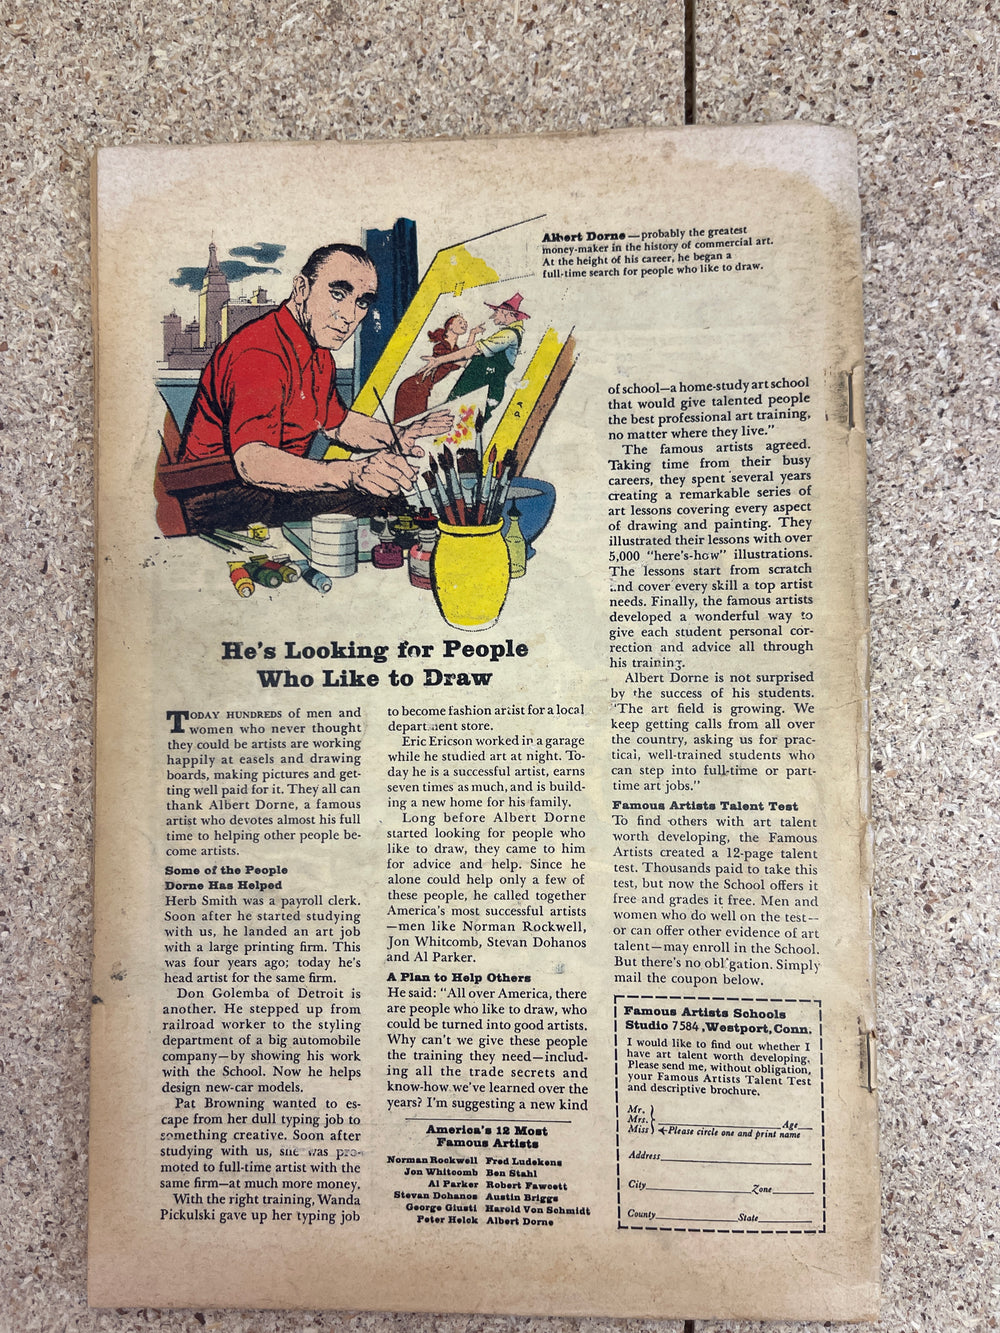 Albert Dorne — probably the greatest
money-maker in the history of commercial art.
At the height of his career, he began a
full-time search for people who like to draw.
He's Looking for People
Who Like to Draw
TODAY HUNDREDS of men and
women who never thought
they could be artists are working
happily at easels and drawing
boards, making pictures and get-
ting well paid for it. They all can
thank Albert Dorne, a famous
artist who devotes almost his full
time to helping other people be-
come artists.
Some of the People
Dorne Has Helped
Herb Smith was a payroll clerk.
Soon after he started studying
with us, he landed an art job
with a large printing firm. This
was four years ago; today he's
head artist for the same firm.
Don Golemba of Detroit is
another. He stepped up from
railroad worker to the styling
department of a big automobile
company—by showing his work
with the School. Now he helps
design new-car models.
Pat Browning wanted to es-
cape from her dull typing job to
something creative. Soon after
studying with us, she was pro-
moted to full-time artist with the
same firm—at much more money.
With the right training, Wanda
Pickulski gave up her typing job
to become fashion artist for a local
department store.
Eric Ericson worked in a garage
while he studied art at night. To-
day he is a successful artist, earns
seven times as much, and is build-
ing a new home for his family.
Long before Albert Dorne
started looking for people who
like to draw, they came to him
for advice and help. Since he
alone could help only a few of
these people, he called together
America's most successful artists
—men like Norman Rockwell,
Jon Whitcomb, Stevan Dohanos
and Al Parker.
A Plan to Help Others
He said: "All over America, there
are people who like to draw, who
could be turned into good artists.
Why can't we give these people
the training they need—includ-
ing all the trade secrets and
know-how we've learned over the
years? I'm suggesting a new kind
America's 12 Most
Famous Artists
Norman Rockwell Fred Ludekens
Jon Whitcomb Ben Stahl
Al Parker Robert Fawcett
Stevan Dohanos Austin Briggs
George Giusti Harold Von Schmidt
Peter Helck Albert Dorne
of school—a home-study art school
that would give talented people
the best professional art training,
no matter where they live."
The famous artists agreed.
Taking time from their busy
careers, they spent several years
creating a remarkable series of
art lessons covering every aspect
of drawing and painting. They
illustrated their lessons with over
5,000 "here's-how" illustrations.
The lessons start from scratch
and cover every skill a top artist
needs. Finally, the famous artists
developed a wonderful way to
give each student personal cor-
rection and advice all through
his training.
Albert Dorne is not surprised
by the success of his students.
"The art field is growing. We
keep getting calls from all over
the country, asking us for prac-
tical, well-trained students who
can step into full-time or part-
time art jobs."
Famous Artists Talent Test
To find others with art talent
worth developing, the Famous
Artists created a 12-page talent
test. Thousands paid to take this
test, but now the School offers it
free and grades it free. Men and
women who do well on the test—
or can offer other evidence of art
talent—may enroll in the School.
But there's no obligation. Simply
mail the coupon below.
Famous Artists Schools
Studio 7584, Westport, Conn.
I would like to find out whether I
have art talent worth developing.
Please send me, without obligation,
your Famous Artists Talent Test
and descriptive brochure.
Mr.
Mrs. Age
Miss Please circle one and print name
Address
City Zone
County State